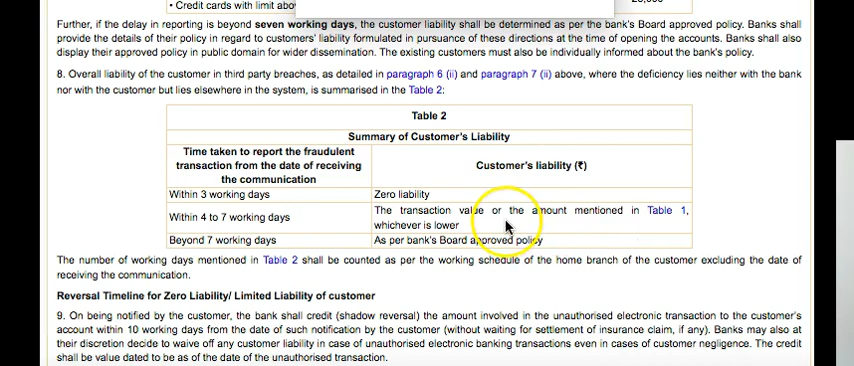 • Credit cards with limit abo
Further, if the delay in reporting is beyond seven working days, the customer liability shall be determined as per the bank's Board approved policy. Banks shall
provide the details of their policy in regard to customers' liability formulated in pursuance of these directions at the time of opening the accounts. Banks shall also
display their approved policy in public domain for wider dissemination. The existing customers must also be individually informed about the bank's policy.
8. Overall liability of the customer in third party breaches, as detailed in paragraph 6 (ii) and paragraph 7 (ii) above, where the deficiency lies neither with the bank
nor with the customer but lies elsewhere in the system, is summarised in the Table 2:
Table 2
Summary of Customer's Liability
Time taken to report the fraudulent
transaction from the date of receiving
the communication
Customer's liability (₹)
Within 3 working days
Zero liability
Within 4 to 7 working days
The transaction value or the amount mentioned in Table 1,
whichever is lower
Beyond 7 working days
As per bank's Board approved policy
The number of working days mentioned in Table 2 shall be counted as per the working schedule of the home branch of the customer excluding the date of
receiving the communication.
Reversal Timeline for Zero Liability/ Limited Liability of customer
9. On being notified by the customer, the bank shall credit (shadow reversal) the amount involved in the unauthorised electronic transaction to the customer's
account within 10 working days from the date of such notification by the customer (without waiting for settlement of insurance claim, if any). Banks may also at
their discretion decide to waive off any customer liability in case of unauthorised electronic banking transactions even in cases of customer negligence. The credit
shall be value dated to be as of the date of the unauthorised transaction.